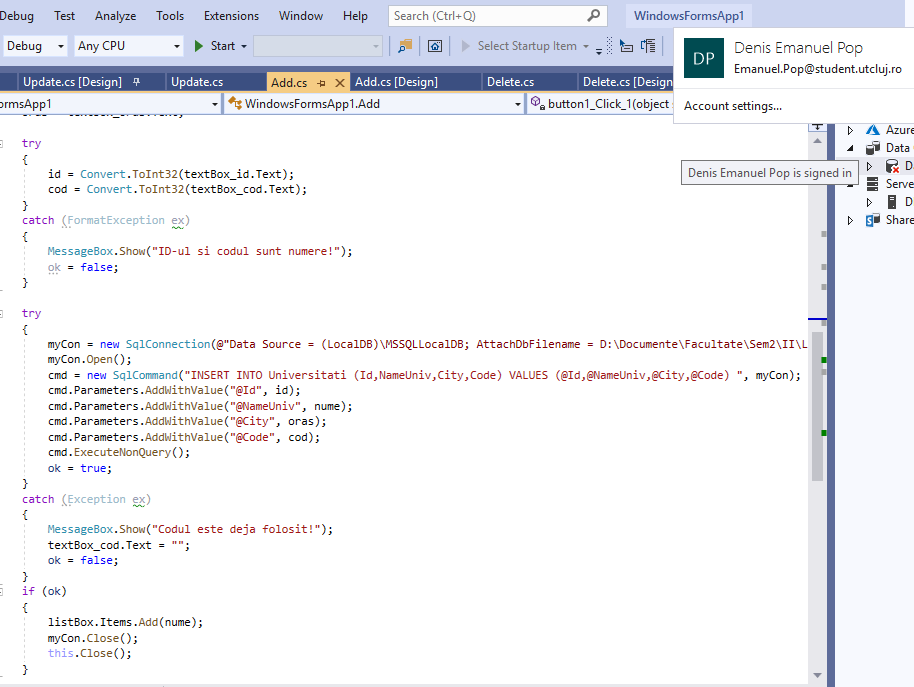 Debug Test Analyze Tools Extensions Window Help Search (Ctrl+Q) WindowsFormsApp1
Debug Any CPU Start Select Startup Item
DP
Denis Emanuel Pop
Emanuel.Pop@student.utcluj.ro
Account settings...
Update.cs [Design] Update.cs Add.cs Add.cs [Design] Delete.cs Delete.cs [Design
ormsApp1 WindowsFormsApp1.Add button1_Click_1(object
Denis Emanuel Pop is signed in
Azure
Data
D
Serve
D
Share
try
{
id = Convert.ToInt32(textBox_id.Text);
cod = Convert.ToInt32(textBox_cod.Text);
}
catch (FormatException ex)
{
MessageBox.Show("ID-ul si codul sunt numere!");
ok = false;
}
try
{
myCon = new SqlConnection(@"Data Source = (LocalDB)\MSSQLLocalDB; AttachDbFilename = D:\Documente\Facultate\Sem2\II\L
myCon.Open();
cmd = new SqlCommand("INSERT INTO Universitati (Id,NameUniv,City,Code) VALUES (@Id,@NameUniv,@City,@Code) ", myCon);
cmd.Parameters.AddWithValue("@Id", id);
cmd.Parameters.AddWithValue("@NameUniv", nume);
cmd.Parameters.AddWithValue("@City", oras);
cmd.Parameters.AddWithValue("@Code", cod);
cmd.ExecuteNonQuery();
ok = true;
}
catch (Exception ex)
{
MessageBox.Show("Codul este deja folosit!");
textBox_cod.Text = "";
ok = false;
}
if (ok)
{
listBox.Items.Add(nume);
myCon.Close();
this.Close();
}